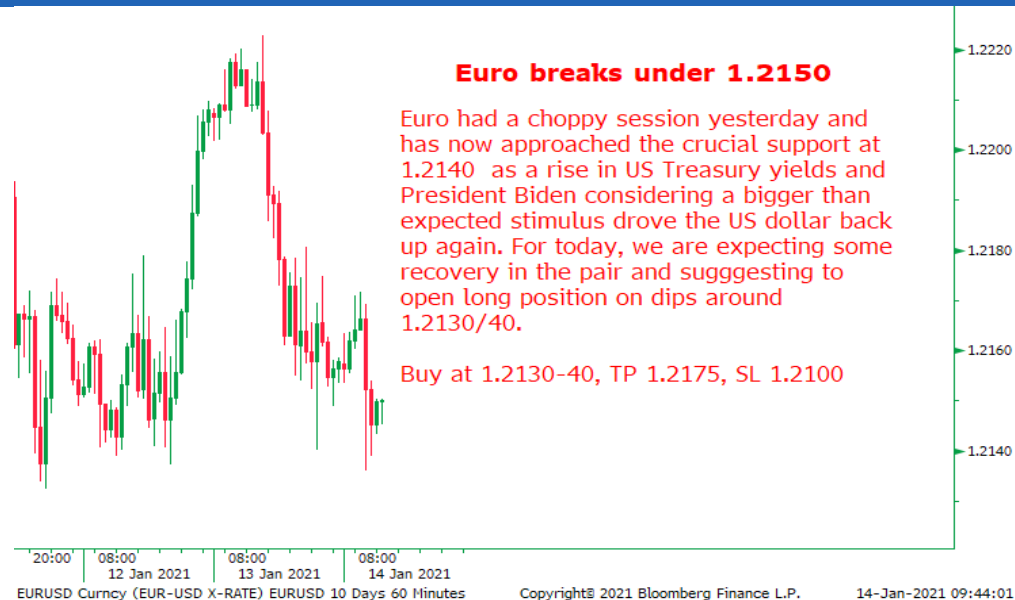 Euro breaks under 1.2150
Euro had a choppy session yesterday and
has now approached the crucial support at
1.2140  as a rise in US Treasury yields and
President Biden considering a bigger than
expected stimulus drove the US dollar back
up again. For today, we are expecting some
recovery in the pair and sugggesting to
open long position on dips around
1.2130/40.
Buy at 1.2130-40, TP 1.2175, SL 1.2100
1.2220
1.2200
1.2180
1.2160
1.2140
20:00 08:00 08:00 08:00
12 Jan 2021 13 Jan 2021 14 Jan 2021
EURUSD Curncy (EUR-USD X-RATE) EURUSD 10 Days 60 Minutes Copyright© 2021 Bloomberg Finance L.P. 14-Jan-2021 09:44:01